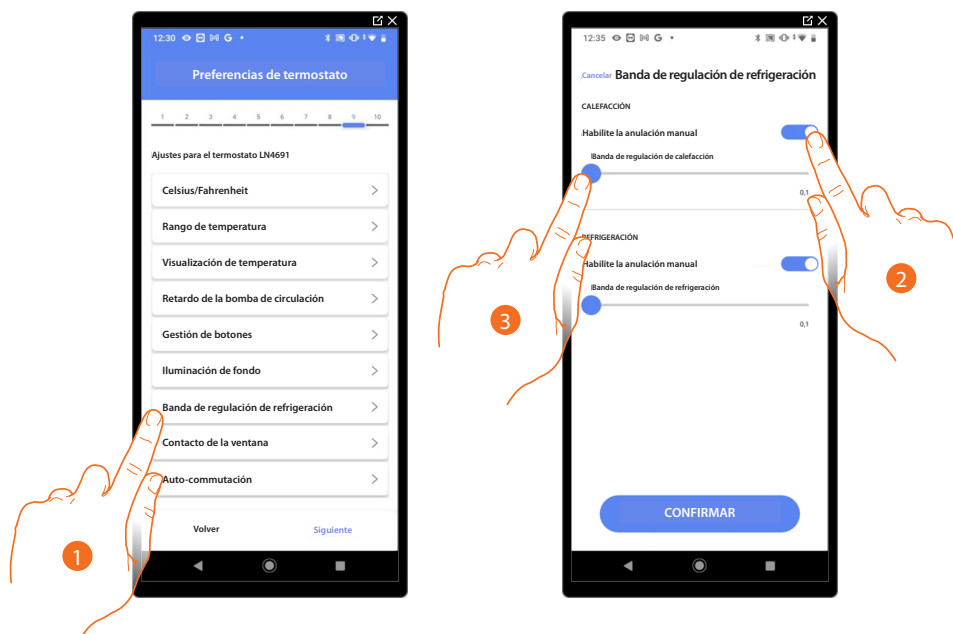 12:30
G
Preferencias de termostato
1 2 3 4 5 6 7 8 9 10
Ajustes para el termostato LN4691
Celsius/Fahrenheit
Rango de temperatura
Visualización de temperatura
Retardo de la bomba de circulación
Gestión de botones
Iluminación de fondo
Banda de regulación de refrigeración
Contacto de la ventana
Auto-commutación
Volver
Siguiente
1
12:35
G
Cancelar Banda de regulación de refrigeración
CALEFACCIÓN
Habilite la anulación manual
Banda de regulación de calefacción
0,1
REFRIGERACIÓN
Habilite la anulación manual
Banda de regulación de refrigeración
0,1
CONFIRMAR
2
3